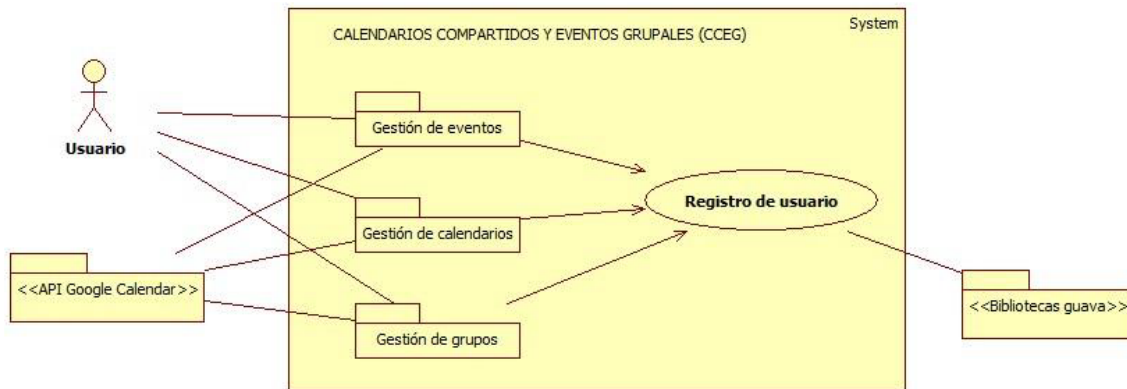 System
CALENDARIOS COMPARTIDOS Y EVENTOS GRUPALES (CCEG)
Usuario
Gestión de eventos
Registro de usuario
Gestión de calendarios
<<API Google Calendar>>
<<Bibliotecas guava>>
Gestión de grupos